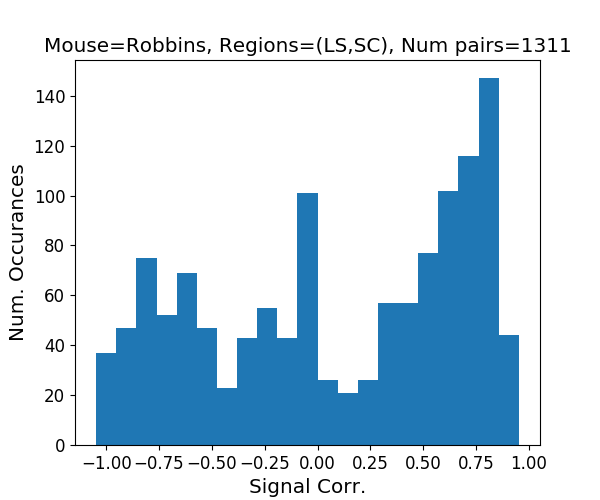 Mouse=Robbins, Regions=(LS,SC), Num pairs=1311
140
120
100
80
60
40
20
0
Num. Occurances
−1.00 −0.75 −0.50 −0.25 0.00 0.25 0.50 0.75 1.00
Signal Corr.